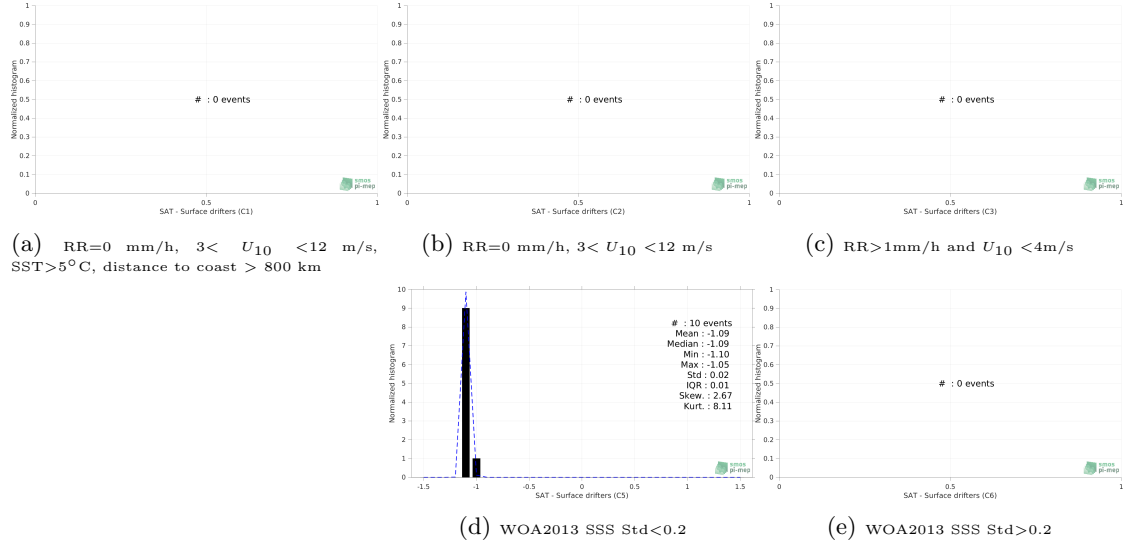 1
0.9
0.8
0.7
0.6
0.5
0.4
0.3
0.2
0.1
0
Normalized histogram
# : 0 events
smos
pi-mep
0 0.5 1
SAT - Surface drifters (C1)
(a) RR=0 mm/h, 3< U10 <12 m/s,
SST>5°C, distance to coast > 800 km
1
0.9
0.8
0.7
0.6
0.5
0.4
0.3
0.2
0.1
0
Normalized histogram
# : 0 events
smos
pi-mep
0 0.5 1
SAT - Surface drifters (C2)
(b) RR=0 mm/h, 3< U10 <12 m/s
1
0.9
0.8
0.7
0.6
0.5
0.4
0.3
0.2
0.1
0
Normalized histogram
# : 0 events
smos
pi-mep
0 0.5 1
SAT - Surface drifters (C3)
(c) RR>1mm/h and U10 <4m/s
10
9
8
7
6
5
4
3
2
1
0
Normalized histogram
# : 10 events
Mean : -1.09
Median : -1.09
Min : -1.10
Max : -1.05
Std : 0.02
IQR : 0.01
Skew. : 2.67
Kurt. : 8.11
smos
pi-mep
-1.5 -1 -0.5 0 0.5 1 1.5
SAT - Surface drifters (C5)
(d) WOA2013 SSS Std<0.2
1
0.9
0.8
0.7
0.6
0.5
0.4
0.3
0.2
0.1
0
Normalized histogram
# : 0 events
smos
pi-mep
0 0.5 1
SAT - Surface drifters (C6)
(e) WOA2013 SSS Std>0.2